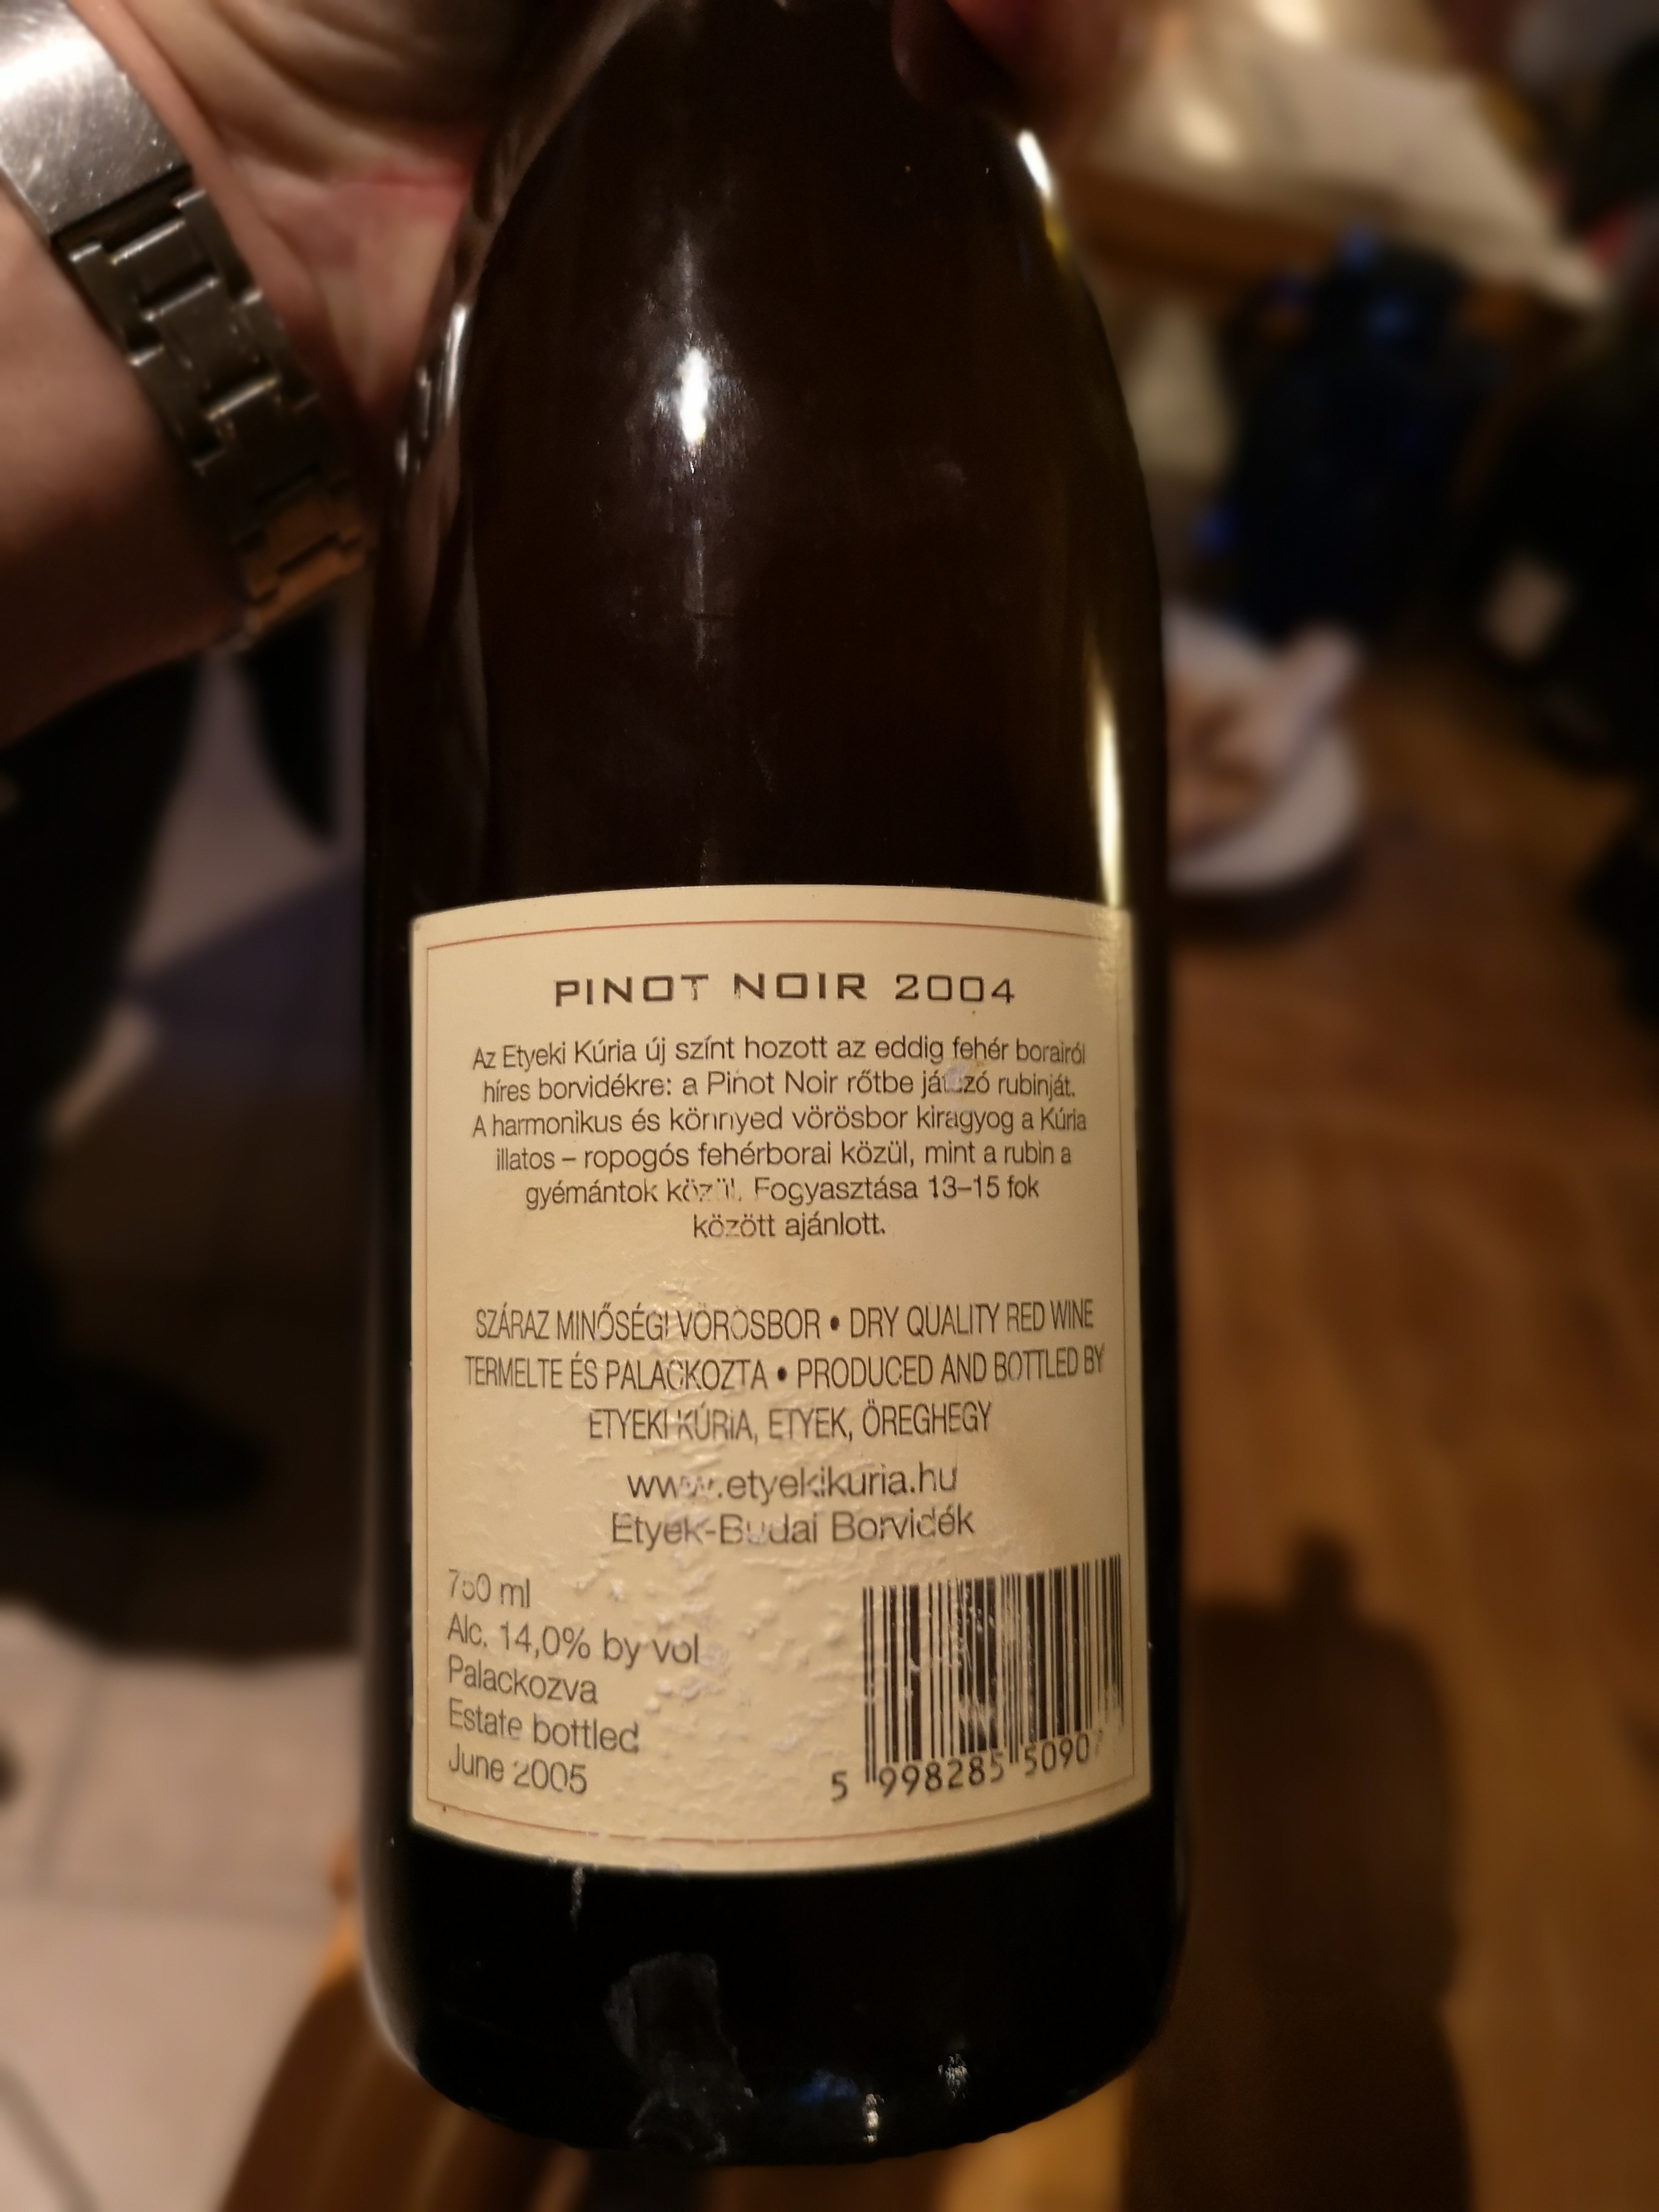 PINOT NOIR 2004
Az Etyeki Kúria új színt hozott az eddig fehér borairól
híres borvidékre: a Pinot Noir rőtbe játszó rubinját.
A harmonikus és könnyed vörösbor kiragyog a Kúria
illatos – ropogós fehérborai közül, mint a rubin a
gyémántok közül. Fogyasztása 13–15 fok
között ajánlott.
SZÁRAZ MINŐSÉGI VÖRÖSBOR • DRY QUALITY RED WINE
TERMELTE ÉS PALACKOZTA • PRODUCED AND BOTTLED BY
ETYEKI KÚRIA, ETYEK, ÖREGHEGY
www.etyekikuria.hu
Etyek-Budai Borvidék
750 ml
Alc. 14,0% by vol
Palackozva
Estate bottled
June 2005
5 998285 5090